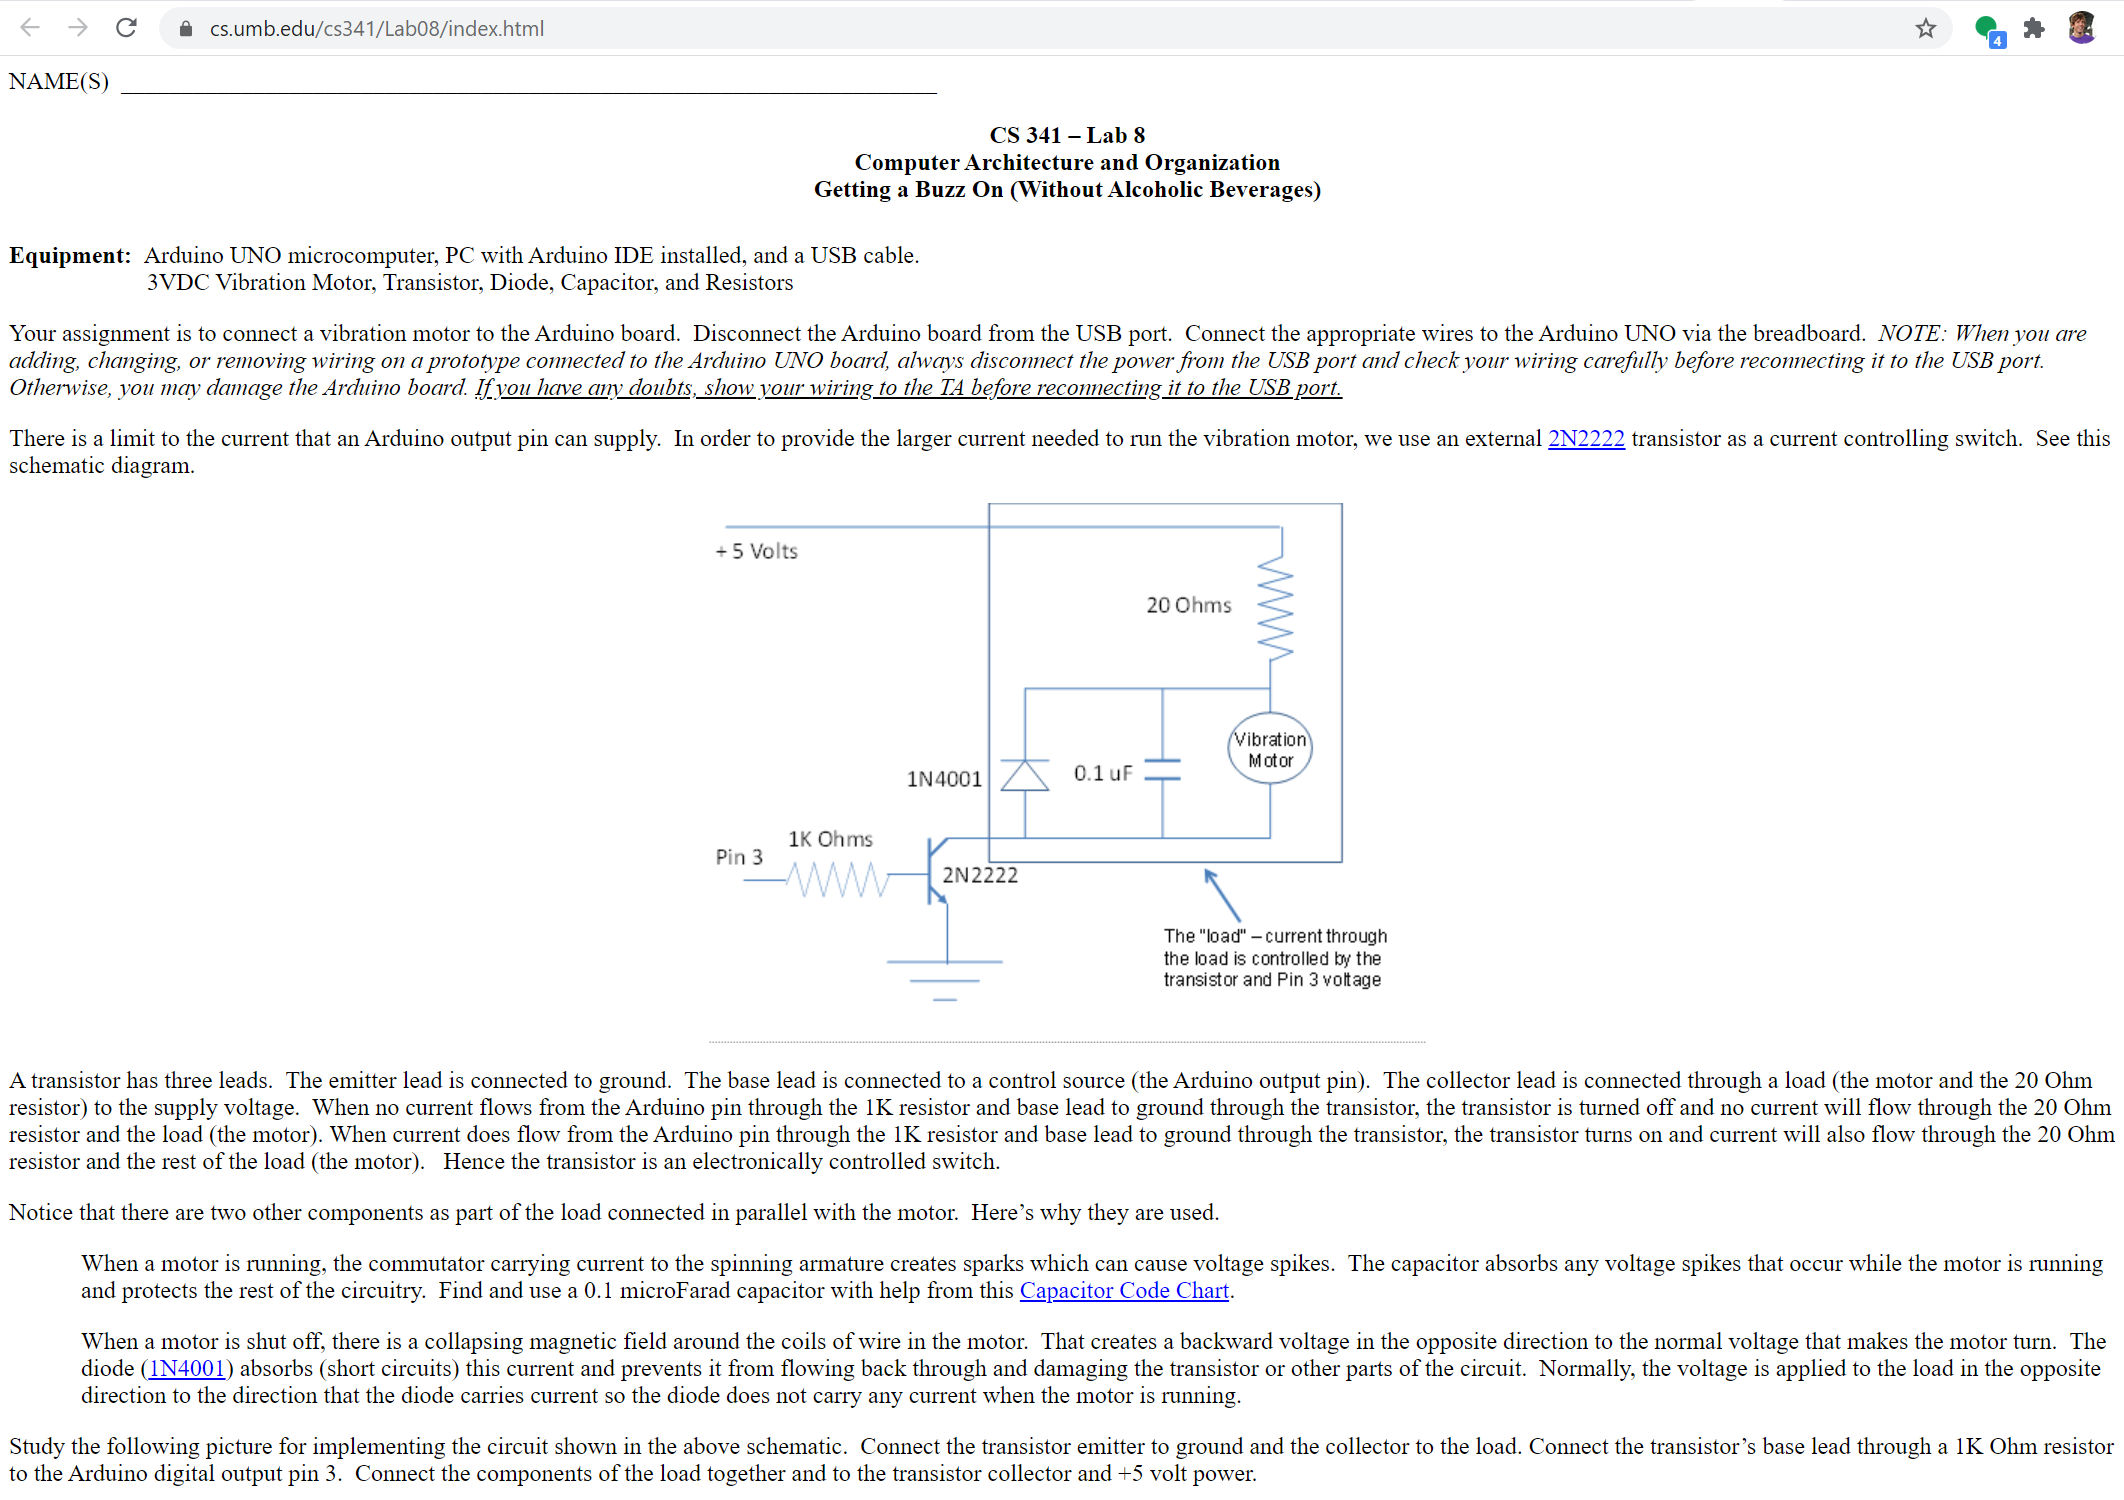 cs.umb.edu/cs341/Lab08/index.html
4
NAME(S)
CS 341 – Lab 8
Computer Architecture and Organization
Getting a Buzz On (Without Alcoholic Beverages)
Equipment: Arduino UNO microcomputer, PC with Arduino IDE installed, and a USB cable.
3VDC Vibration Motor, Transistor, Diode, Capacitor, and Resistors
Your assignment is to connect a vibration motor to the Arduino board. Disconnect the Arduino board from the USB port. Connect the appropriate wires to the Arduino UNO via the breadboard. NOTE: When you are
adding, changing, or removing wiring on a prototype connected to the Arduino UNO board, always disconnect the power from the USB port and check your wiring carefully before reconnecting it to the USB port.
Otherwise, you may damage the Arduino board. If you have any doubts, show your wiring to the TA before reconnecting it to the USB port.
There is a limit to the current that an Arduino output pin can supply. In order to provide the larger current needed to run the vibration motor, we use an external 2N2222 transistor as a current controlling switch. See this
schematic diagram.
+ 5 Volts
20 Ohms
Vibration
Motor
1N4001
0.1 uF
1K Ohms
Pin 3
2N2222
The "load" – current through
the load is controlled by the
transistor and Pin 3 voltage
A transistor has three leads. The emitter lead is connected to ground. The base lead is connected to a control source (the Arduino output pin). The collector lead is connected through a load (the motor and the 20 Ohm
resistor) to the supply voltage. When no current flows from the Arduino pin through the 1K resistor and base lead to ground through the transistor, the transistor is turned off and no current will flow through the 20 Ohm
resistor and the load (the motor). When current does flow from the Arduino pin through the 1K resistor and base lead to ground through the transistor, the transistor turns on and current will also flow through the 20 Ohm
resistor and the rest of the load (the motor). Hence the transistor is an electronically controlled switch.
Notice that there are two other components as part of the load connected in parallel with the motor. Here’s why they are used.
When a motor is running, the commutator carrying current to the spinning armature creates sparks which can cause voltage spikes. The capacitor absorbs any voltage spikes that occur while the motor is running
and protects the rest of the circuitry. Find and use a 0.1 microFarad capacitor with help from this Capacitor Code Chart.
When a motor is shut off, there is a collapsing magnetic field around the coils of wire in the motor. That creates a backward voltage in the opposite direction to the normal voltage that makes the motor turn. The
diode (1N4001) absorbs (short circuits) this current and prevents it from flowing back through and damaging the transistor or other parts of the circuit. Normally, the voltage is applied to the load in the opposite
direction to the direction that the diode carries current so the diode does not carry any current when the motor is running.
Study the following picture for implementing the circuit shown in the above schematic. Connect the transistor emitter to ground and the collector to the load. Connect the transistor’s base lead through a 1K Ohm resistor
to the Arduino digital output pin 3. Connect the components of the load together and to the transistor collector and +5 volt power.